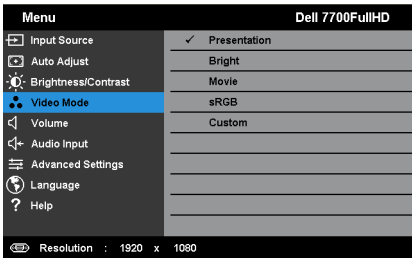 Menu Dell 7700FullHD
Input Source ✓ Presentation
Auto Adjust Bright
Brightness/Contrast Movie
Video Mode sRGB
Volume Custom
Audio Input
Advanced Settings
Language
? Help
Resolution : 1920 x 1080